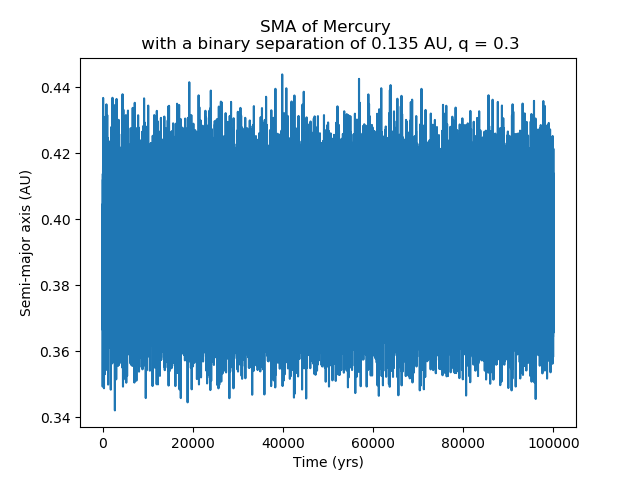 SMA of Mercury
with a binary separation of 0.135 AU, q = 0.3
Semi-major axis (AU)
0.44
0.42
0.40
0.38
0.36
0.34
0 20000 40000 60000 80000 100000
Time (yrs)